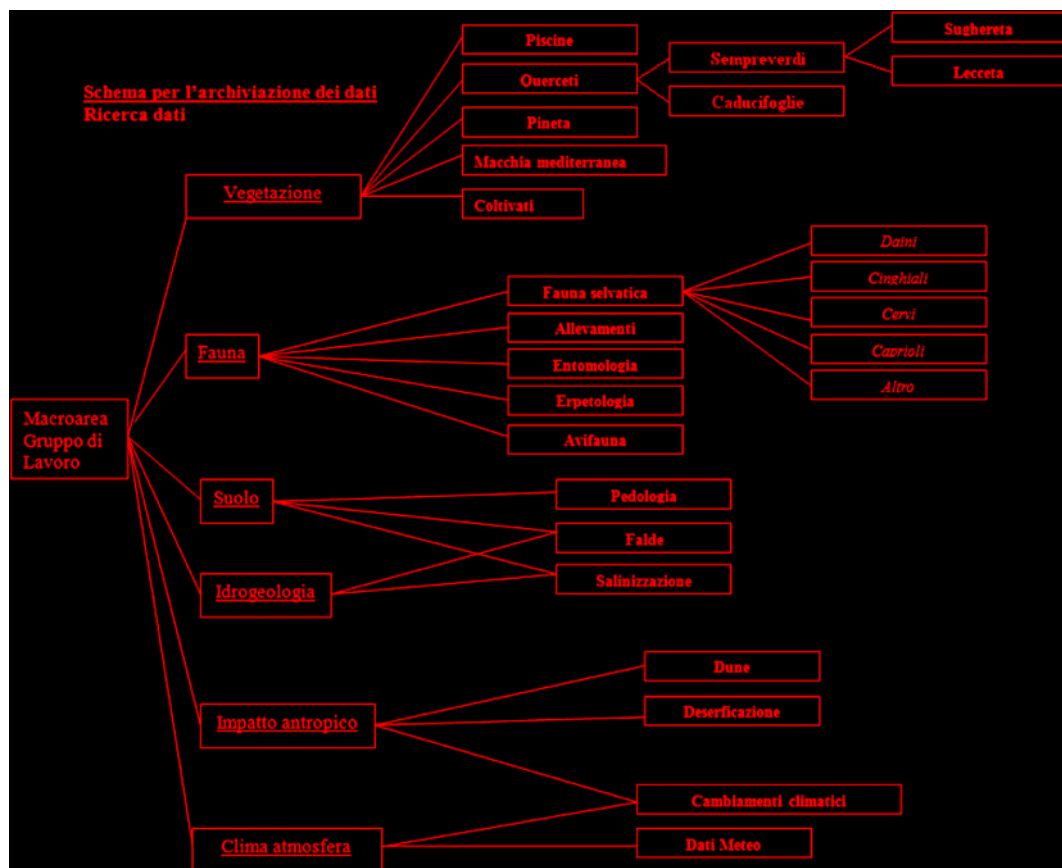 Schema per l'archiviazione dei dati
Ricerca dati
Macroarea
Gruppo di
Lavoro
Vegetazione
Piscine
Querceti
Sempreverdi
Sughereta
Lecceta
Caducifoglie
Pineta
Macchia mediterranea
Coltivati
Fauna
Fauna selvatica
Daini
Cinghiali
Cervi
Caprioli
Altro
Allevamenti
Entomologia
Erpetologia
Avifauna
Suolo
Pedologia
Falde
Salinizzazione
Idrogeologia
Impatto antropico
Dune
Deserficazione
Cambiamenti climatici
Clima atmosfera
Dati Meteo